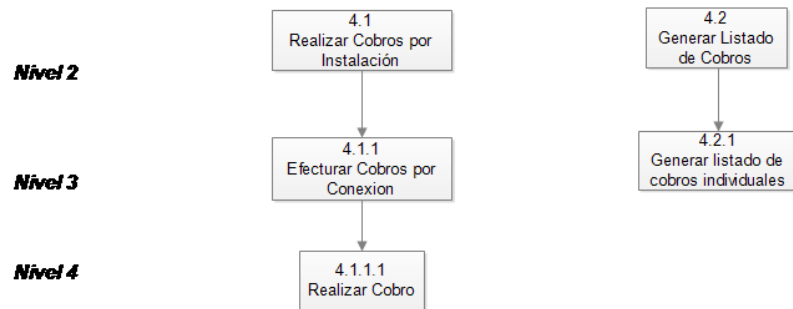 4.1
Realizar Cobros por
Instalación
4.2
Generar Listado
de Cobros
Nivel 2
4.1.1
Efecturar Cobros por
Conexion
4.2.1
Generar listado de
cobros individuales
Nivel 3
4.1.1.1
Realizar Cobro
Nivel 4